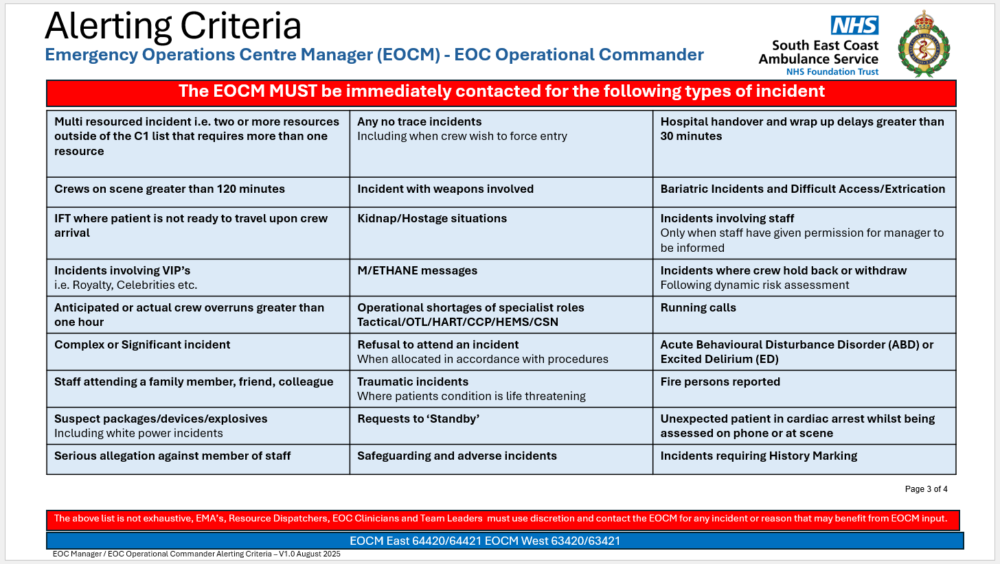 Alerting Criteria
Emergency Operations Centre Manager (EOCM) - EOC Operational Commander
NHS
South East Coast
Ambulance Service
NHS Foundation Trust
The EOCM MUST be immediately contacted for the following types of incident
Multi resourced incident i.e. two or more resources
outside of the C1 list that requires more than one
resource
Any no trace incidents
Including when crew wish to force entry
Hospital handover and wrap up delays greater than
30 minutes
Crews on scene greater than 120 minutes
Incident with weapons involved
Bariatric Incidents and Difficult Access/Extrication
IFT where patient is not ready to travel upon crew
arrival
Kidnap/Hostage situations
Incidents involving staff
Only when staff have given permission for manager to
be informed
Incidents involving VIP’s
i.e. Royalty, Celebrities etc.
M/ETHANE messages
Incidents where crew hold back or withdraw
Following dynamic risk assessment
Anticipated or actual crew overruns greater than
one hour
Operational shortages of specialist roles
Tactical/OTL/HART/CCP/HEMS/CSN
Running calls
Complex or Significant incident
Refusal to attend an incident
When allocated in accordance with procedures
Acute Behavioural Disturbance Disorder (ABD) or
Excited Delirium (ED)
Staff attending a family member, friend, colleague
Traumatic incidents
Where patients condition is life threatening
Fire persons reported
Suspect packages/devices/explosives
Including white power incidents
Requests to ‘Standby’
Unexpected patient in cardiac arrest whilst being
assessed on phone or at scene
Serious allegation against member of staff
Safeguarding and adverse incidents
Incidents requiring History Marking
Page 3 of 4
The above list is not exhaustive, EMA’s, Resource Dispatchers, EOC Clinicians and Team Leaders must use discretion and contact the EOCM for any incident or reason that may benefit from EOCM input.
EOCM East 64420/64421 EOCM West 63420/63421
EOC Manager / EOC Operational Commander Alerting Criteria – V1.0 August 2025